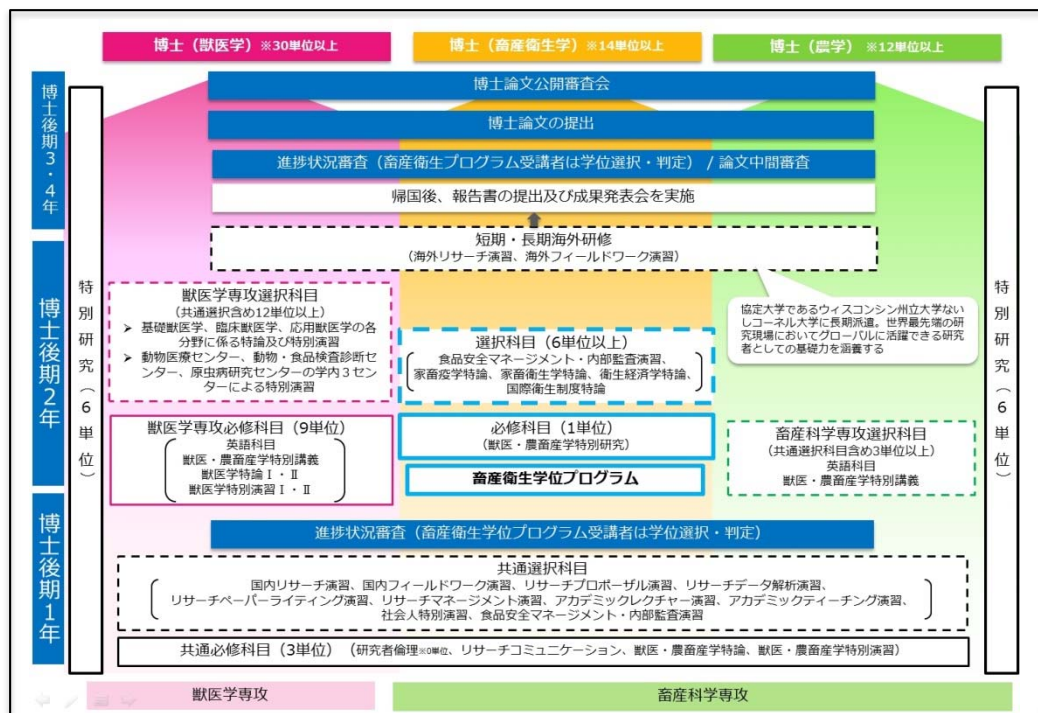 博士（獣医学）※30単位以上
博士（畜産衛生学）※14単位以上
博士（農学）※12単位以上
博士後期3・4年
博士論文公開審査会
博士論文の提出
進捗状況審査（畜産衛生プログラム受講者は学位選択・判定） / 論文中間審査
帰国後、報告書の提出及び成果発表会を実施
短期・長期海外研修
（海外リサーチ演習、海外フィールドワーク演習）
協定大学であるウィスコンシン州立大学ない
しコーネル大学に長期派遣。世界最先端の研
究現場においてグローバルに活躍できる研究
者としての基礎力を涵養する
特別研究（6単位）
特別研究（6単位）
博士後期2年
獣医学専攻選択科目
（共通選択含め12単位以上）
➤ 基礎獣医学、臨床獣医学、応用獣医学の各
分野に係る特論及び特別演習
➤ 動物医療センター、動物・食品検査診断セ
ンター、原虫病研究センターの学内３セン
ターによる特別演習
選択科目（6単位以上）
食品安全マネージメント・内部監査演習、
家畜疫学特論、家畜衛生学特論、衛生経済学特論、
国際衛生制度特論
獣医学専攻必修科目（9単位）
英語科目
獣医・農畜産学特別講義
獣医学特論Ⅰ・Ⅱ
獣医学特別演習Ⅰ・Ⅱ
必修科目（1単位）
（獣医・農畜産学特別研究）
畜産衛生学位プログラム
畜産科学専攻選択科目
（共通選択科目含め3単位以上）
英語科目
獣医・農畜産学特別講義
博士後期1年
進捗状況審査（畜産衛生学位プログラム受講者は学位選択・判定）
共通選択科目
国内リサーチ演習、国内フィールドワーク演習、リサーチプロポーザル演習、リサーチデータ解析演習、
リサーチペーパーライティング演習、リサーチマネージメント演習、アカデミックレクチャー演習、アカデミックティーチング演習、
社会人特別演習、食品安全マネージメント・内部監査演習
共通必修科目（3単位）（研究者倫理※0単位、リサーチコミュニケーション、獣医・農畜産学特論、獣医・農畜産学特別演習）
獣医学専攻
畜産科学専攻